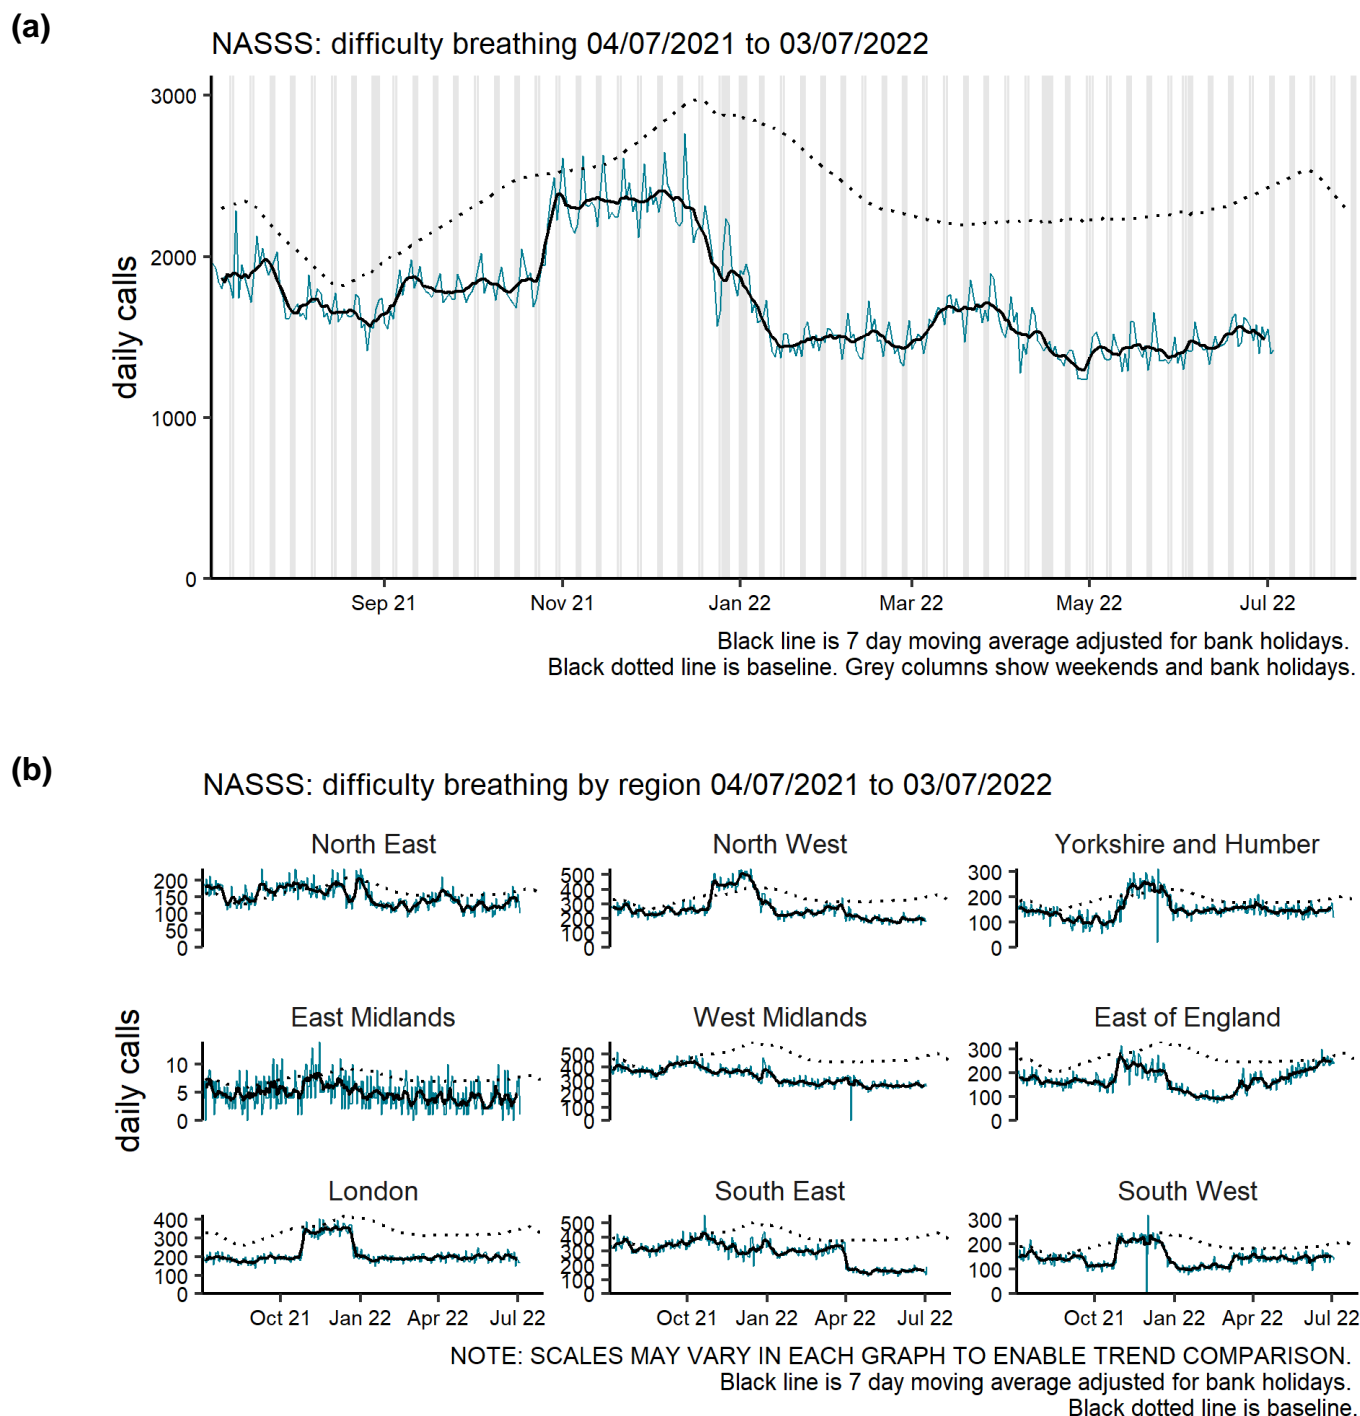 (a)
NASSS: difficulty breathing 04/07/2021 to 03/07/2022
3000
2000
1000
0
daily calls
Sep 21 Nov 21 Jan 22 Mar 22 May 22 Jul 22
Black line is 7 day moving average adjusted for bank holidays.
Black dotted line is baseline. Grey columns show weekends and bank holidays.
(b)
NASSS: difficulty breathing by region 04/07/2021 to 03/07/2022
daily calls
daily calls
North East North West Yorkshire and Humber
200
150
100
50
0
500
400
300
200
100
0
300
200
100
0
East Midlands West Midlands East of England
10
5
0
500
400
300
200
100
0
300
200
100
0
London South East South West
400
300
200
100
0
500
400
300
200
100
0
300
200
100
0
Oct 21 Jan 22 Apr 22 Jul 22 Oct 21 Jan 22 Apr 22 Jul 22 Oct 21 Jan 22 Apr 22 Jul 22
NOTE: SCALES MAY VARY IN EACH GRAPH TO ENABLE TREND COMPARISON.
Black line is 7 day moving average adjusted for bank holidays.
Black dotted line is baseline.